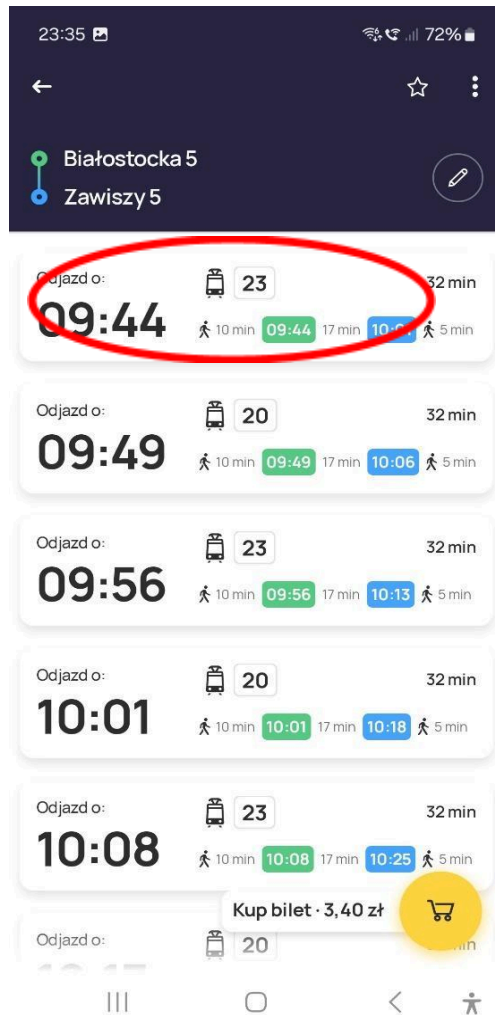 23:35 72%
Białostocka 5
Zawiszy 5
Odjazd o: 23 32 min
09:44 10 min 09:44 17 min 10:01 5 min
Odjazd o: 20 32 min
09:49 10 min 09:49 17 min 10:06 5 min
Odjazd o: 23 32 min
09:56 10 min 09:56 17 min 10:13 5 min
Odjazd o: 20 32 min
10:01 10 min 10:01 17 min 10:18 5 min
Odjazd o: 23 32 min
10:08 10 min 10:08 17 min 10:25 5 min
Kup bilet · 3,40 zł
Odjazd o: 20